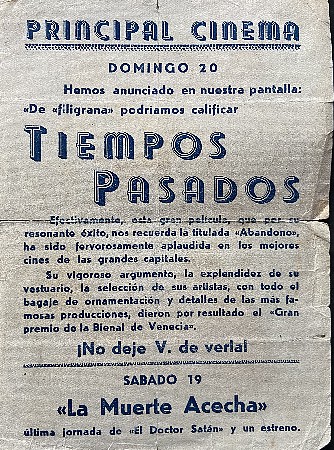 PRINCIPAL CINEMA
DOMINGO 20
Hemos anunciado en nuestra pantalla:
«De «filigrana» podriamos calificar
TIEMPOS
PASADOS
Efectivamente, esta gran película, que por su
resonante éxito, nos recuerda la titulada «Abandono»,
ha sido fervorosamente aplaudida en los mejores
cines de las grandes capitales.
Su vigoroso argumento, la explendidez de su
vestuario, la selección de sus artistas, con todo el
bagaje de ornamentación y detalles de las más fa-
mosas producciones, dieron por resultado el «Gran
premio de la Bienal de Venecia».
¡No deje V. de verla!
SABADO 19
«La Muerte Acecha»
última jornada de «El Doctor Satán» y un estreno.